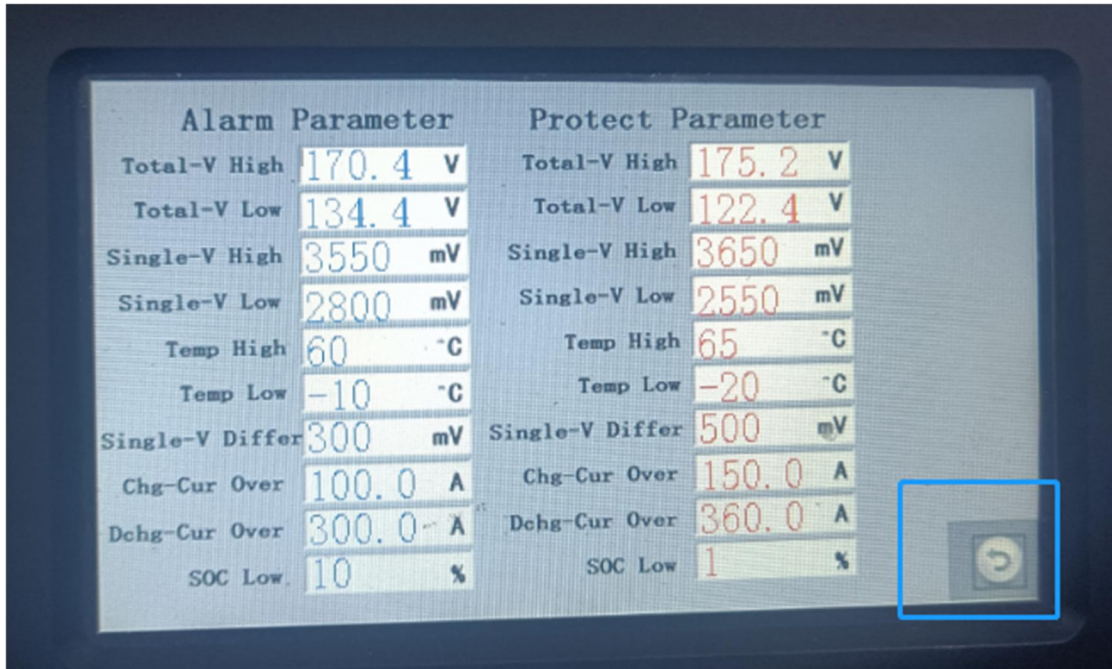 Alarm Parameter Protect Parameter
Total-V High 170.4 V Total-V High 175.2 V
Total-V Low 134.4 V Total-V Low 122.4 V
Single-V High 3550 mV Single-V High 3650 mV
Single-V Low 2800 mV Single-V Low 2550 mV
Temp High 60 °C Temp High 65 °C
Temp Low -10 °C Temp Low -20 °C
Single-V Differ 300 mV Single-V Differ 500 mV
Chg-Cur Over 100.0 A Chg-Cur Over 150.0 A
Dchg-Cur Over 300.0 A Dchg-Cur Over 360.0 A
SOC Low 10 % SOC Low 1 %